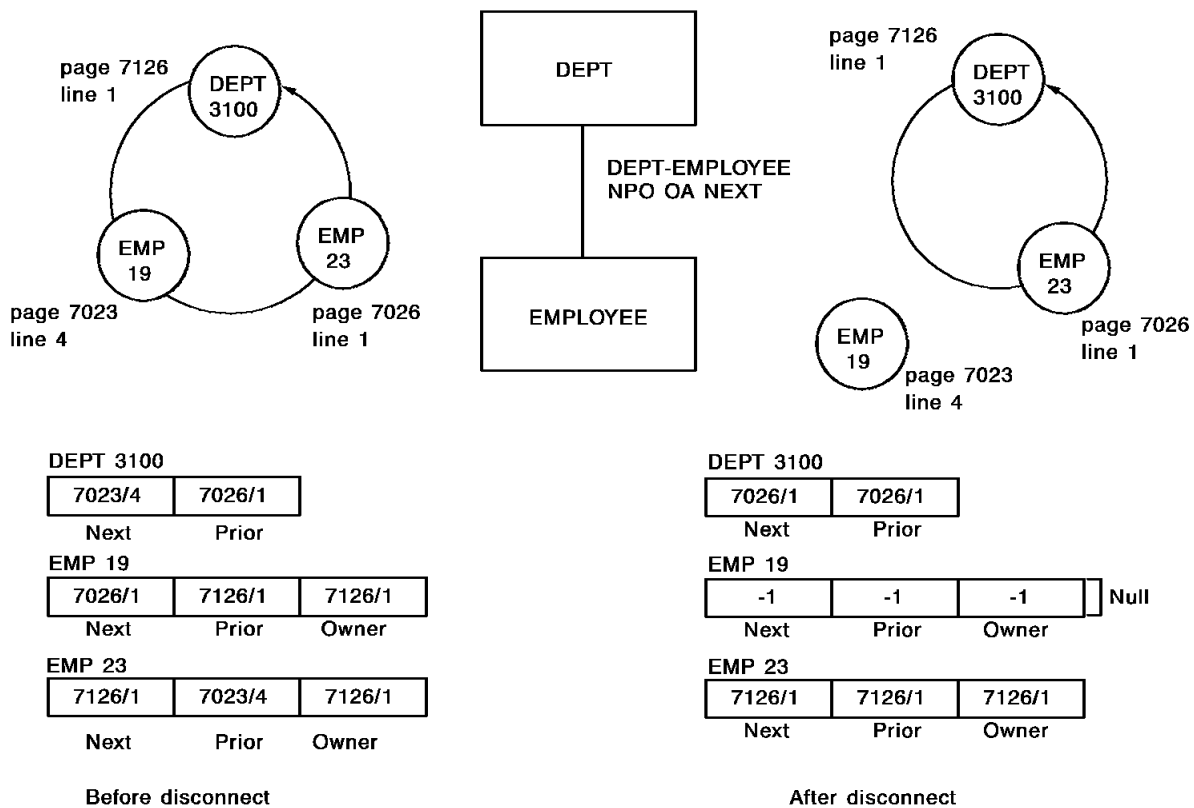 page 7126
line 1
DEPT
3100
EMP
19
EMP
23
page 7023
line 4
page 7026
line 1
DEPT
DEPT-EMPLOYEE
NPO OA NEXT
EMPLOYEE
page 7126
line 1
DEPT
3100
EMP
23
page 7026
line 1
EMP
19
page 7023
line 4
DEPT 3100
7023/4 7026/1
Next Prior
EMP 19
7026/1 7126/1 7126/1
Next Prior Owner
EMP 23
7126/1 7023/4 7126/1
Next Prior Owner
Before disconnect
DEPT 3100
7026/1 7026/1
Next Prior
EMP 19
-1 -1 -1 Null
Next Prior Owner
EMP 23
7126/1 7126/1 7126/1
Next Prior Owner
After disconnect